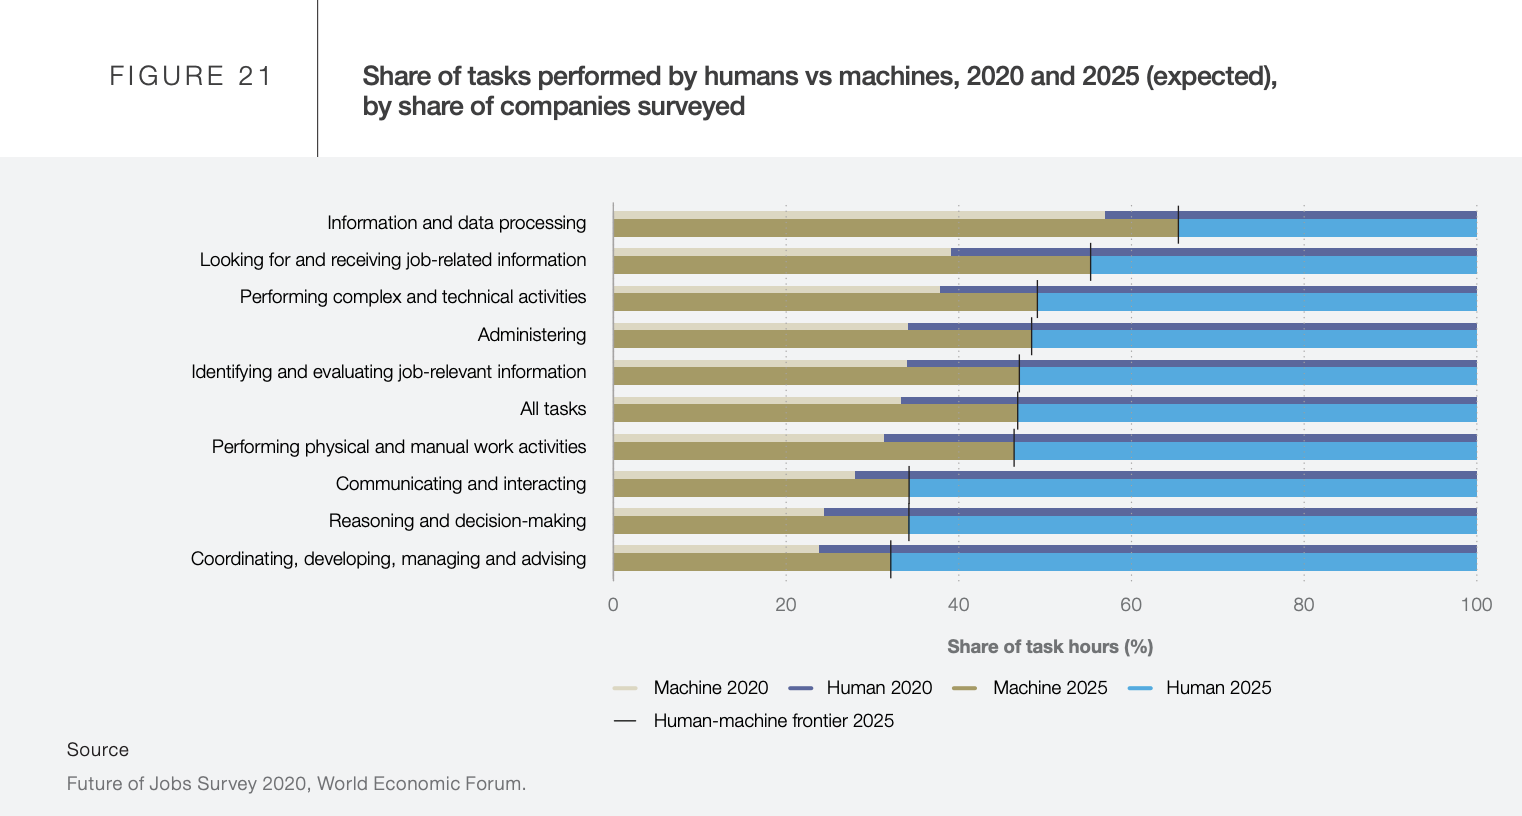 FIGURE 21
Share of tasks performed by humans vs machines, 2020 and 2025 (expected),
by share of companies surveyed
Information and data processing
Looking for and receiving job-related information
Performing complex and technical activities
Administering
Identifying and evaluating job-relevant information
All tasks
Performing physical and manual work activities
Communicating and interacting
Reasoning and decision-making
Coordinating, developing, managing and advising
0 20 40 60 80 100
Share of task hours (%)
Machine 2020 Human 2020 Machine 2025 Human 2025
Human-machine frontier 2025
Source
Future of Jobs Survey 2020, World Economic Forum.